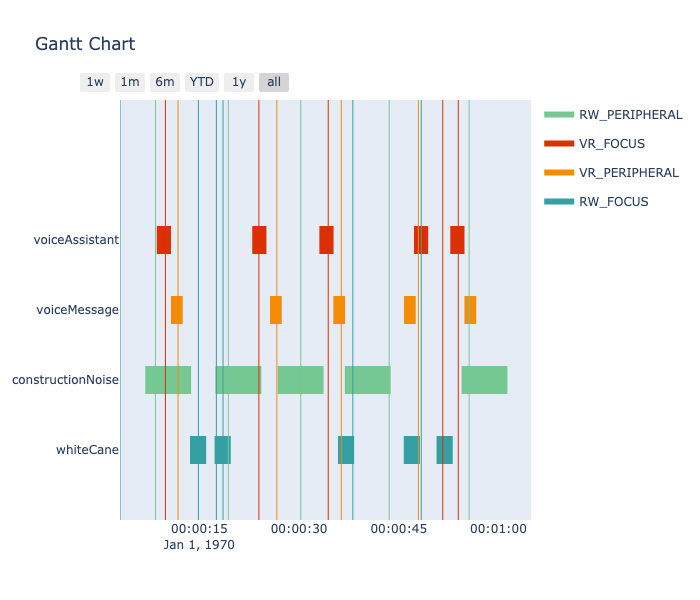 Gantt Chart
1w 1m 6m YTD 1y all
RW_PERIPHERAL
VR_FOCUS
VR_PERIPHERAL
RW_FOCUS
voiceAssistant
voiceMessage
constructionNoise
whiteCane
00:00:15 00:00:30 00:00:45 00:01:00
Jan 1, 1970